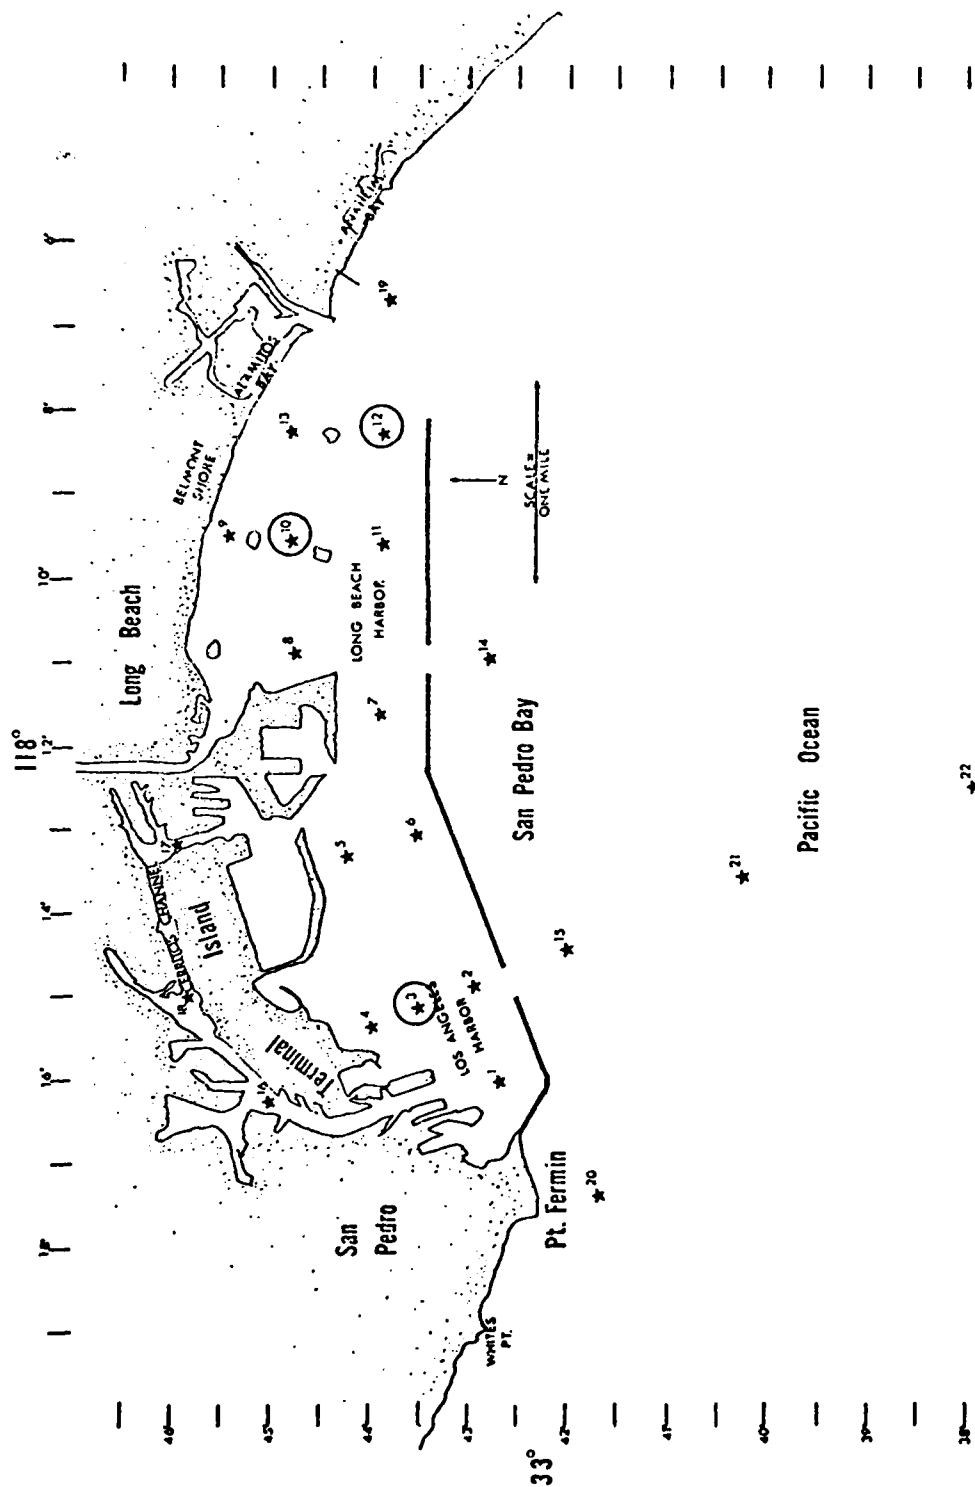 118°
18'
16'
14'
12'
10'
8'
6'
46'
45'
44'
43'
42'
41'
40'
39'
38'
33°
Long Beach
BELMONT
SHORE
ALAMITOS
BAY
ANAHEIM
BAY
CERRITOS CHANNEL
Terminal
Island
San
Pedro
LOS ANGELES
HARBOR
LONG BEACH
HARBOR
WHITES
PT.
Pt. Fermin
San Pedro Bay
Pacific Ocean
N
SCALE =
ONE MILE
1
2
3
4
5
6
7
8
9
10
11
12
13
14
15
17
18
19
20
21
22